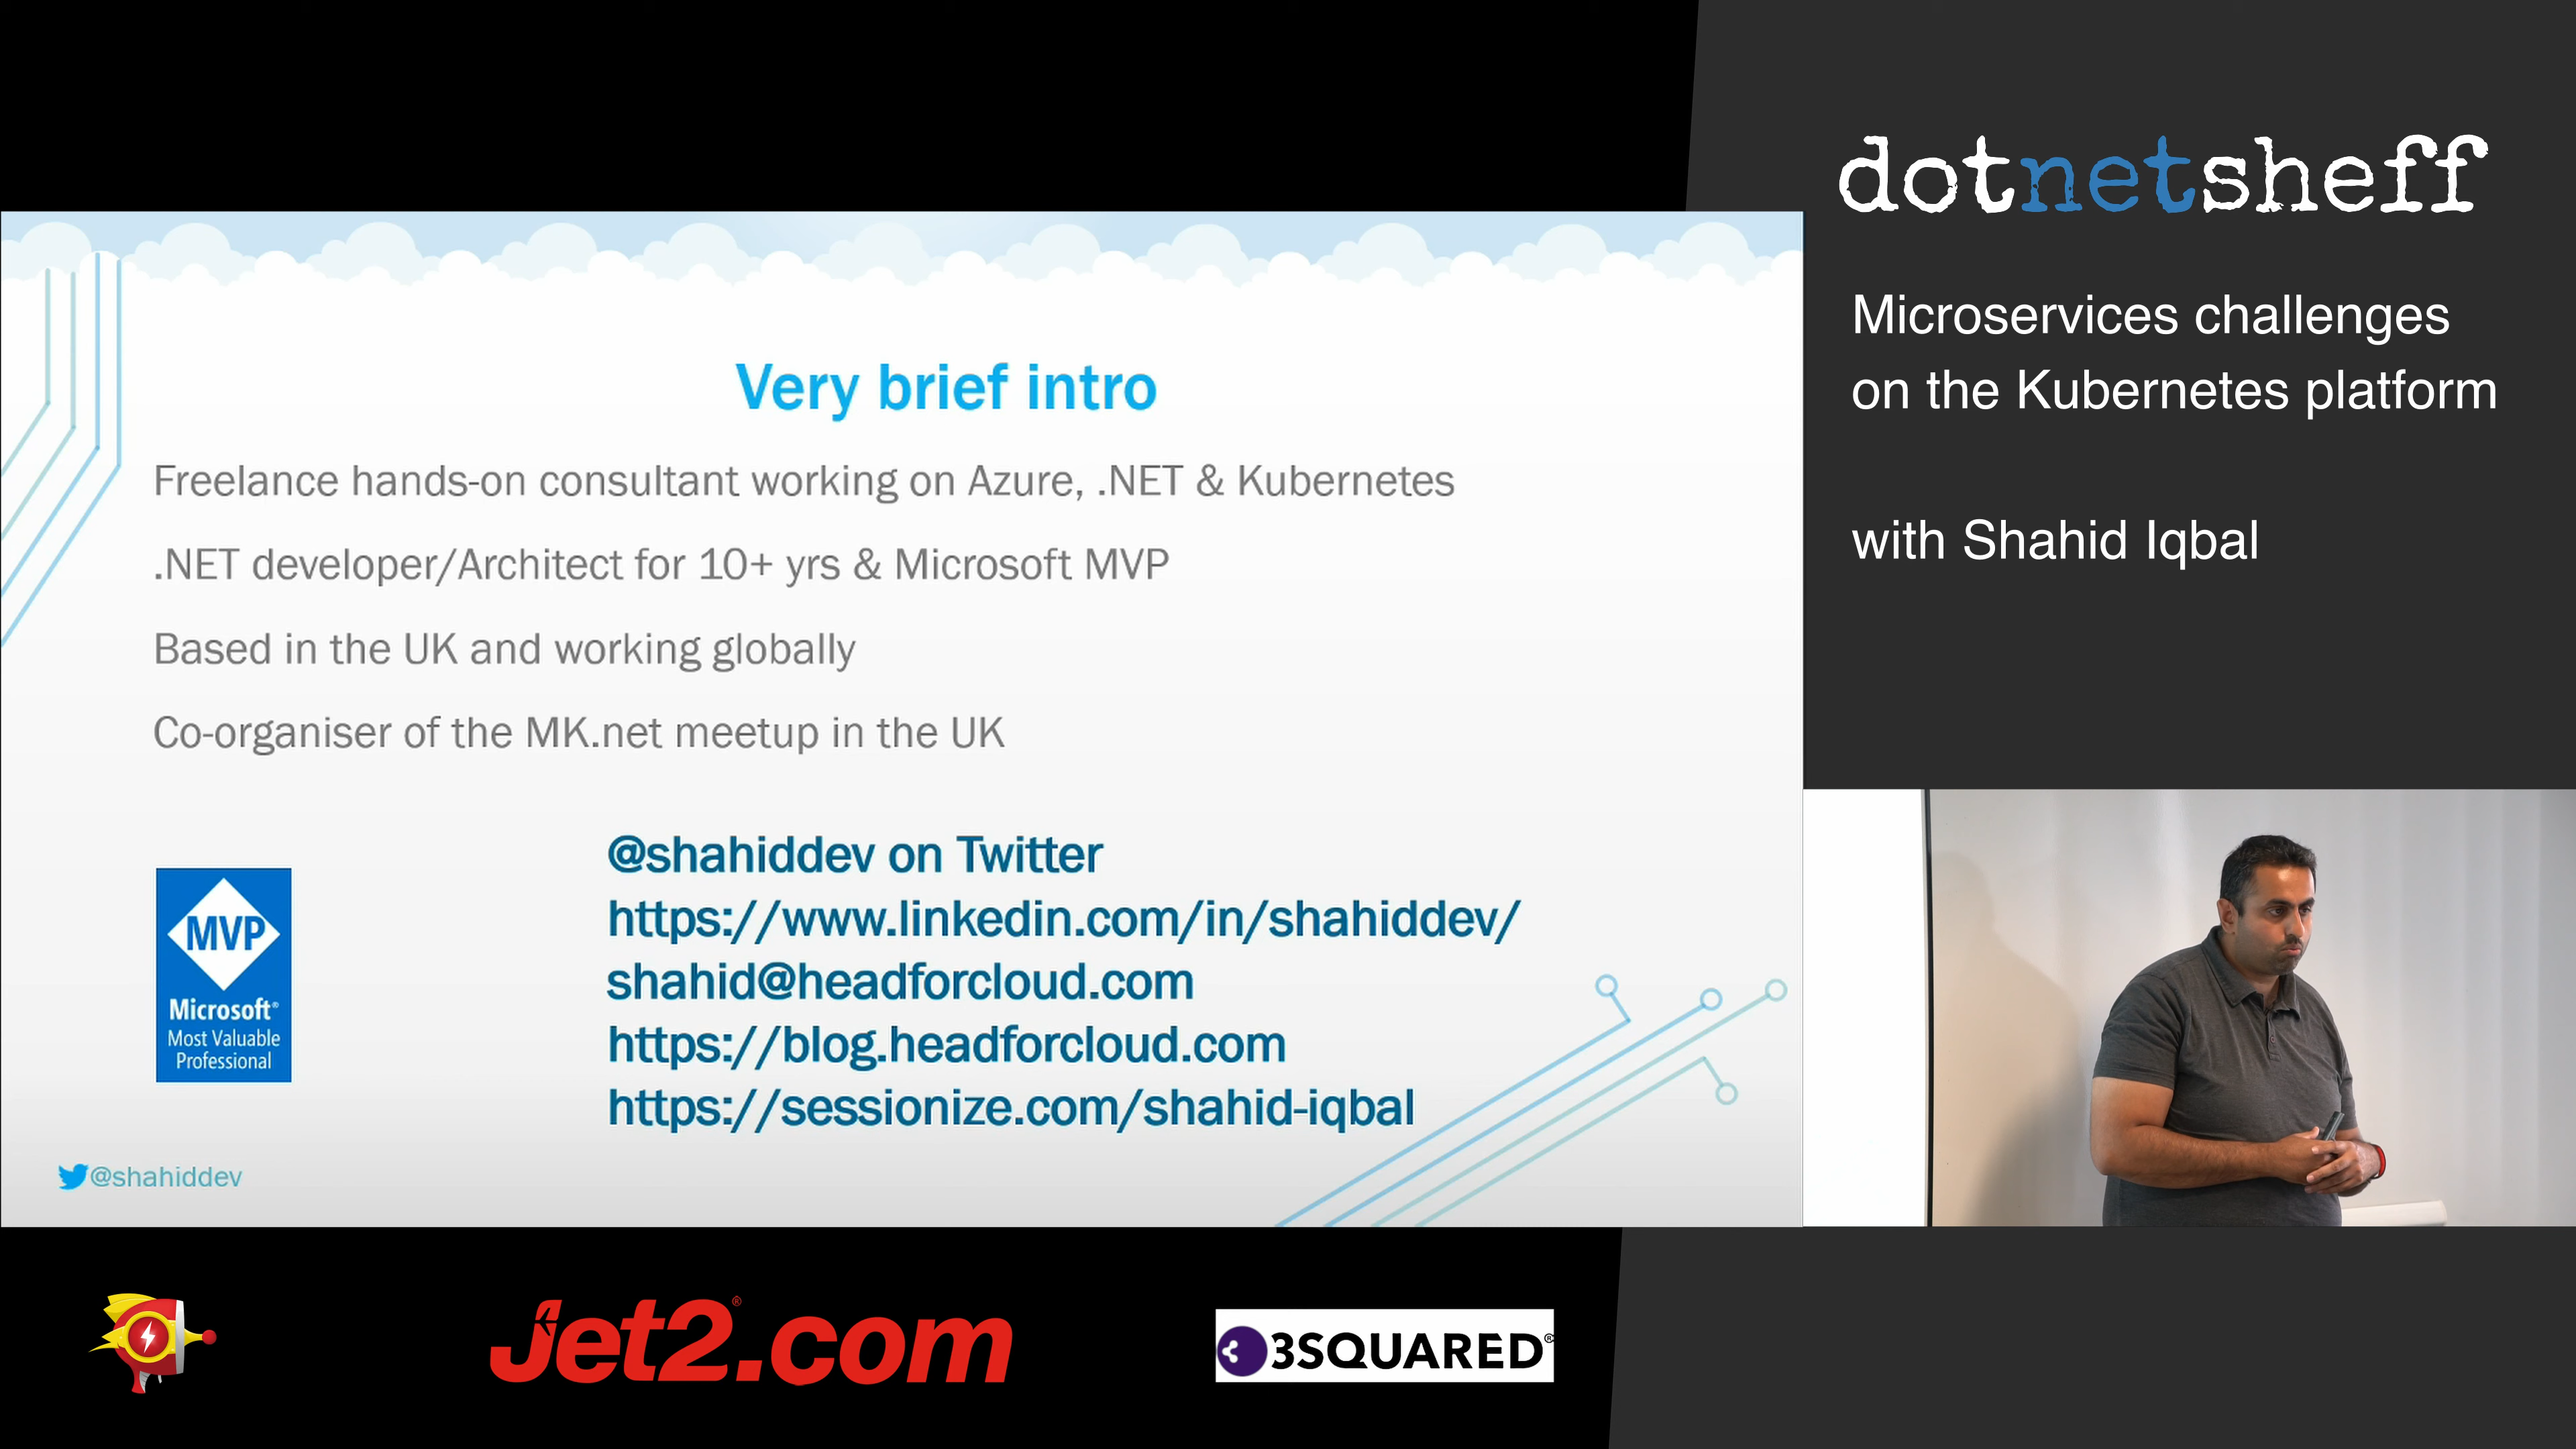 dotnetsheff
Microservices challenges
on the Kubernetes platform
with Shahid Iqbal
Very brief intro
Freelance hands-on consultant working on Azure, .NET & Kubernetes
.NET developer/Architect for 10+ yrs & Microsoft MVP
Based in the UK and working globally
Co-organiser of the MK.net meetup in the UK
@shahiddev on Twitter
https://www.linkedin.com/in/shahiddev/
shahid@headforcloud.com
https://blog.headforcloud.com
https://sessionize.com/shahid-iqbal
MVP
Microsoft®
Most Valuable
Professional
@shahiddev
Jet2.com®
3SQUARED®